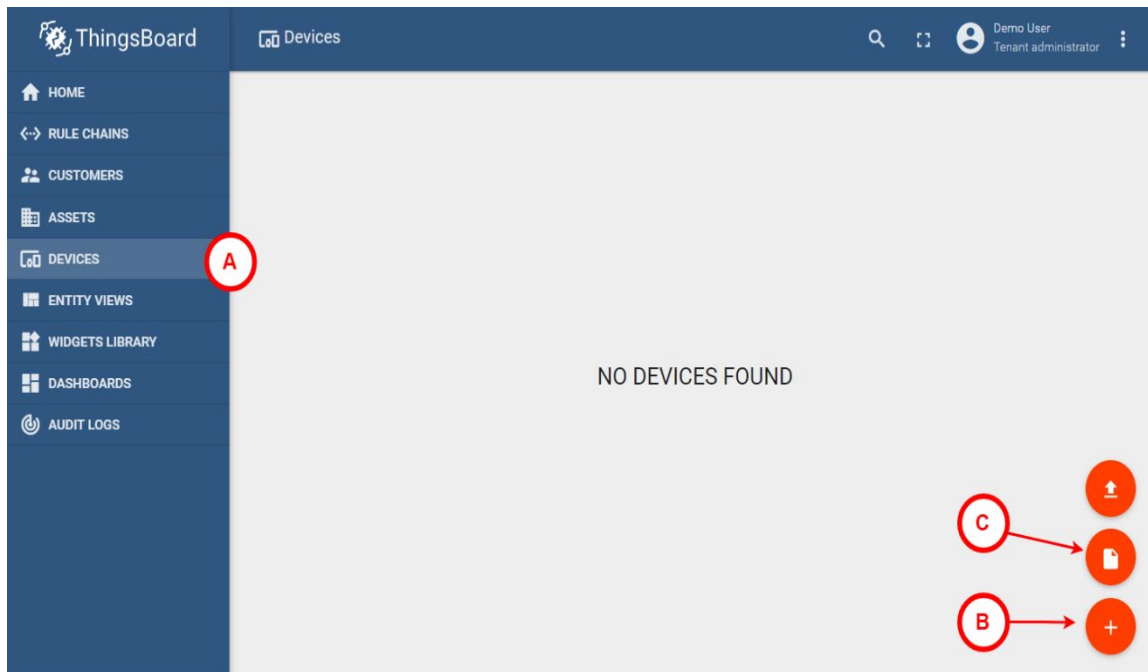 ThingsBoard
Devices
Demo User
Tenant administrator
HOME
RULE CHAINS
CUSTOMERS
ASSETS
DEVICES
A
ENTITY VIEWS
WIDGETS LIBRARY
DASHBOARDS
AUDIT LOGS
NO DEVICES FOUND
C
B